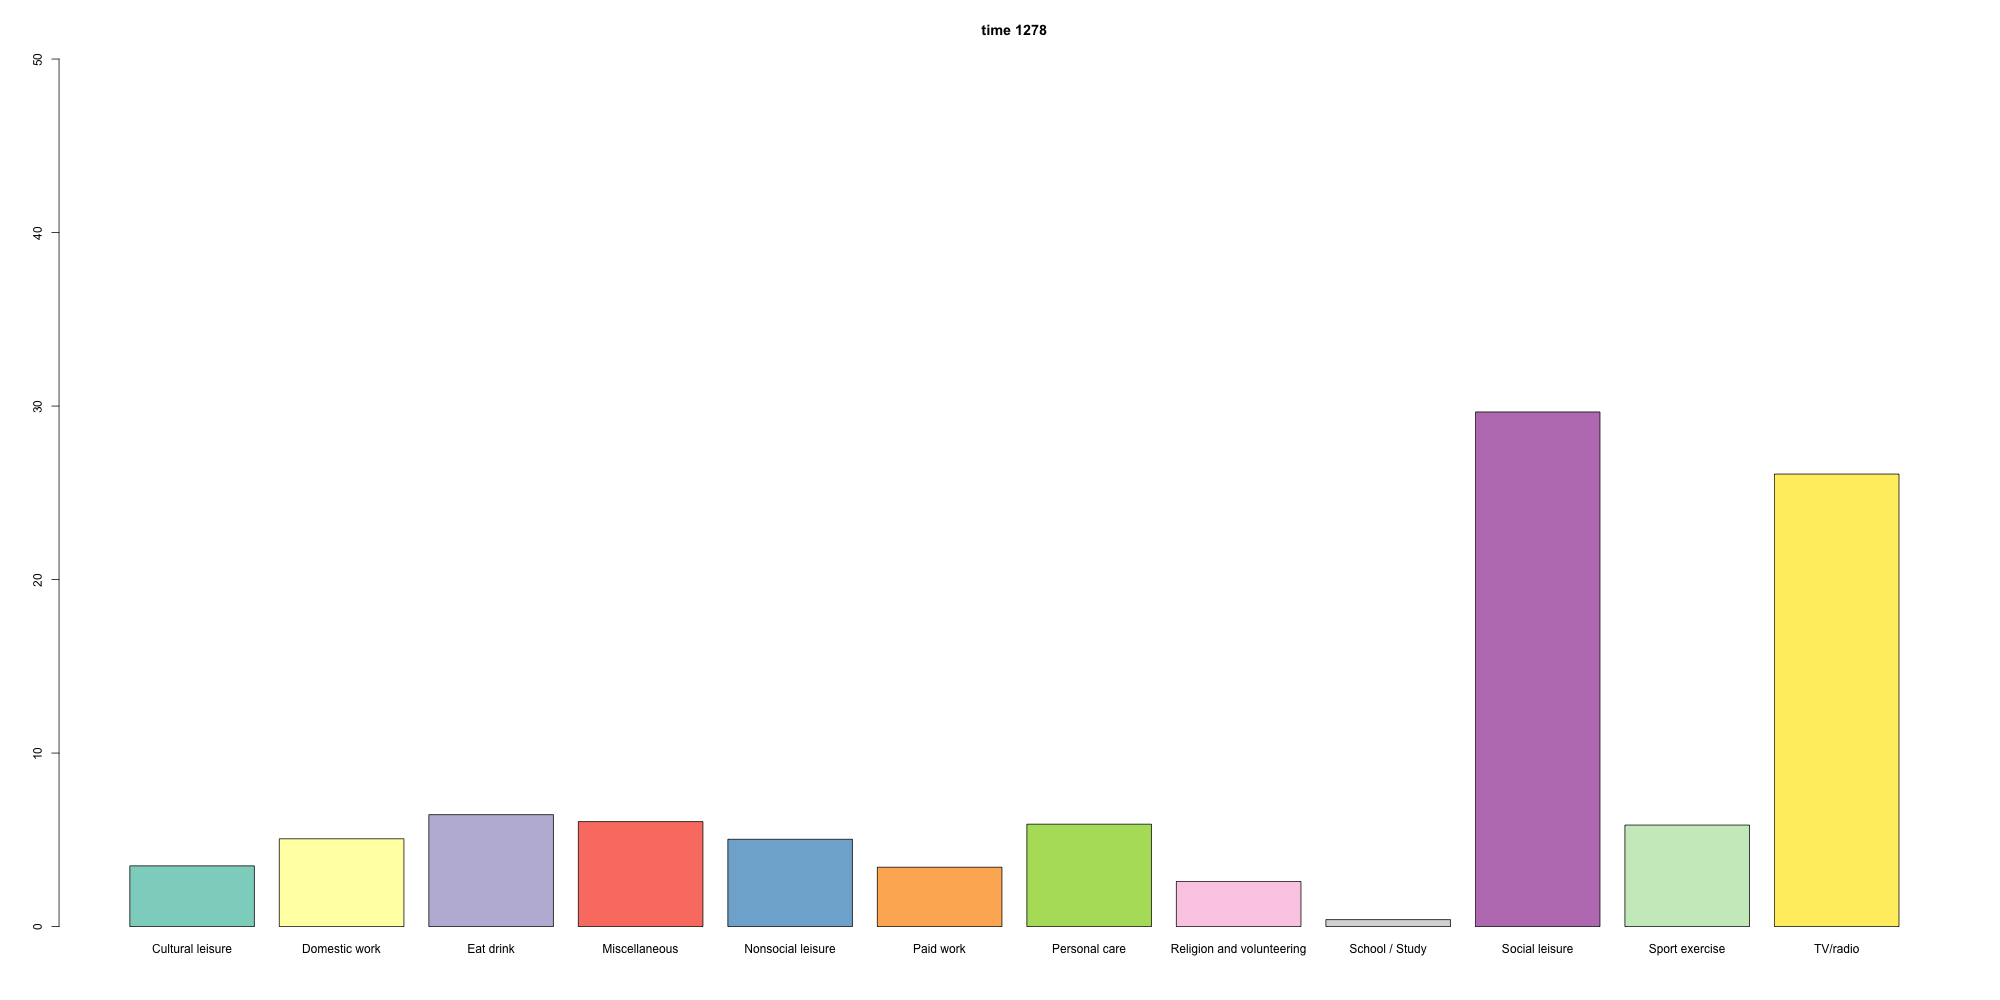 time 1278
50
40
30
20
10
0
Cultural leisure
Domestic work
Eat drink
Miscellaneous
Nonsocial leisure
Paid work
Personal care
Religion and volunteering
School / Study
Social leisure
Sport exercise
TV/radio